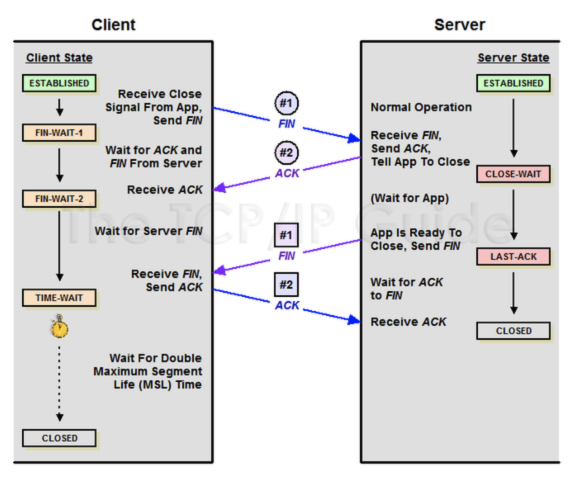 Client
Server
Client State
Server State
ESTABLISHED
ESTABLISHED
Receive Close
Signal From App,
Send FIN
#1
FIN
Normal Operation
FIN-WAIT-1
Receive FIN,
Send ACK,
Tell App To Close
Wait for ACK and
FIN From Server
#2
ACK
CLOSE-WAIT
Receive ACK
FIN-WAIT-2
(Wait for App)
The TCP/IP Guide
Wait for Server FIN
#1
FIN
App Is Ready To
Close, Send FIN
LAST-ACK
Receive FIN,
Send ACK
#2
ACK
Wait for ACK
to FIN
TIME-WAIT
Receive ACK
CLOSED
Wait For Double
Maximum Segment
Life (MSL) Time
CLOSED